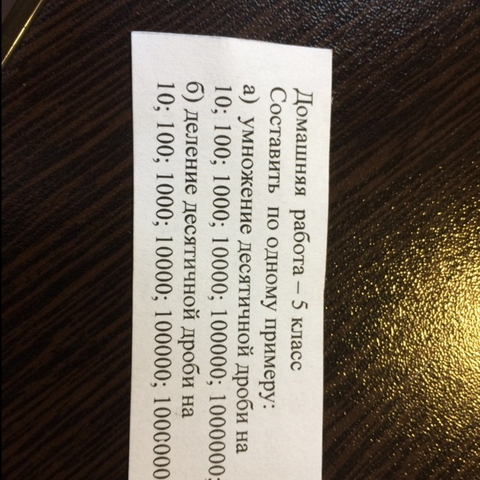 Домашняя работа – 5 класс
Составить по одному примеру:
а) умножение десятичной дроби на
10; 100; 1000; 10000; 100000; 1000000;
б) деление десятичной дроби на
10; 100; 1000; 10000; 100000; 1000000